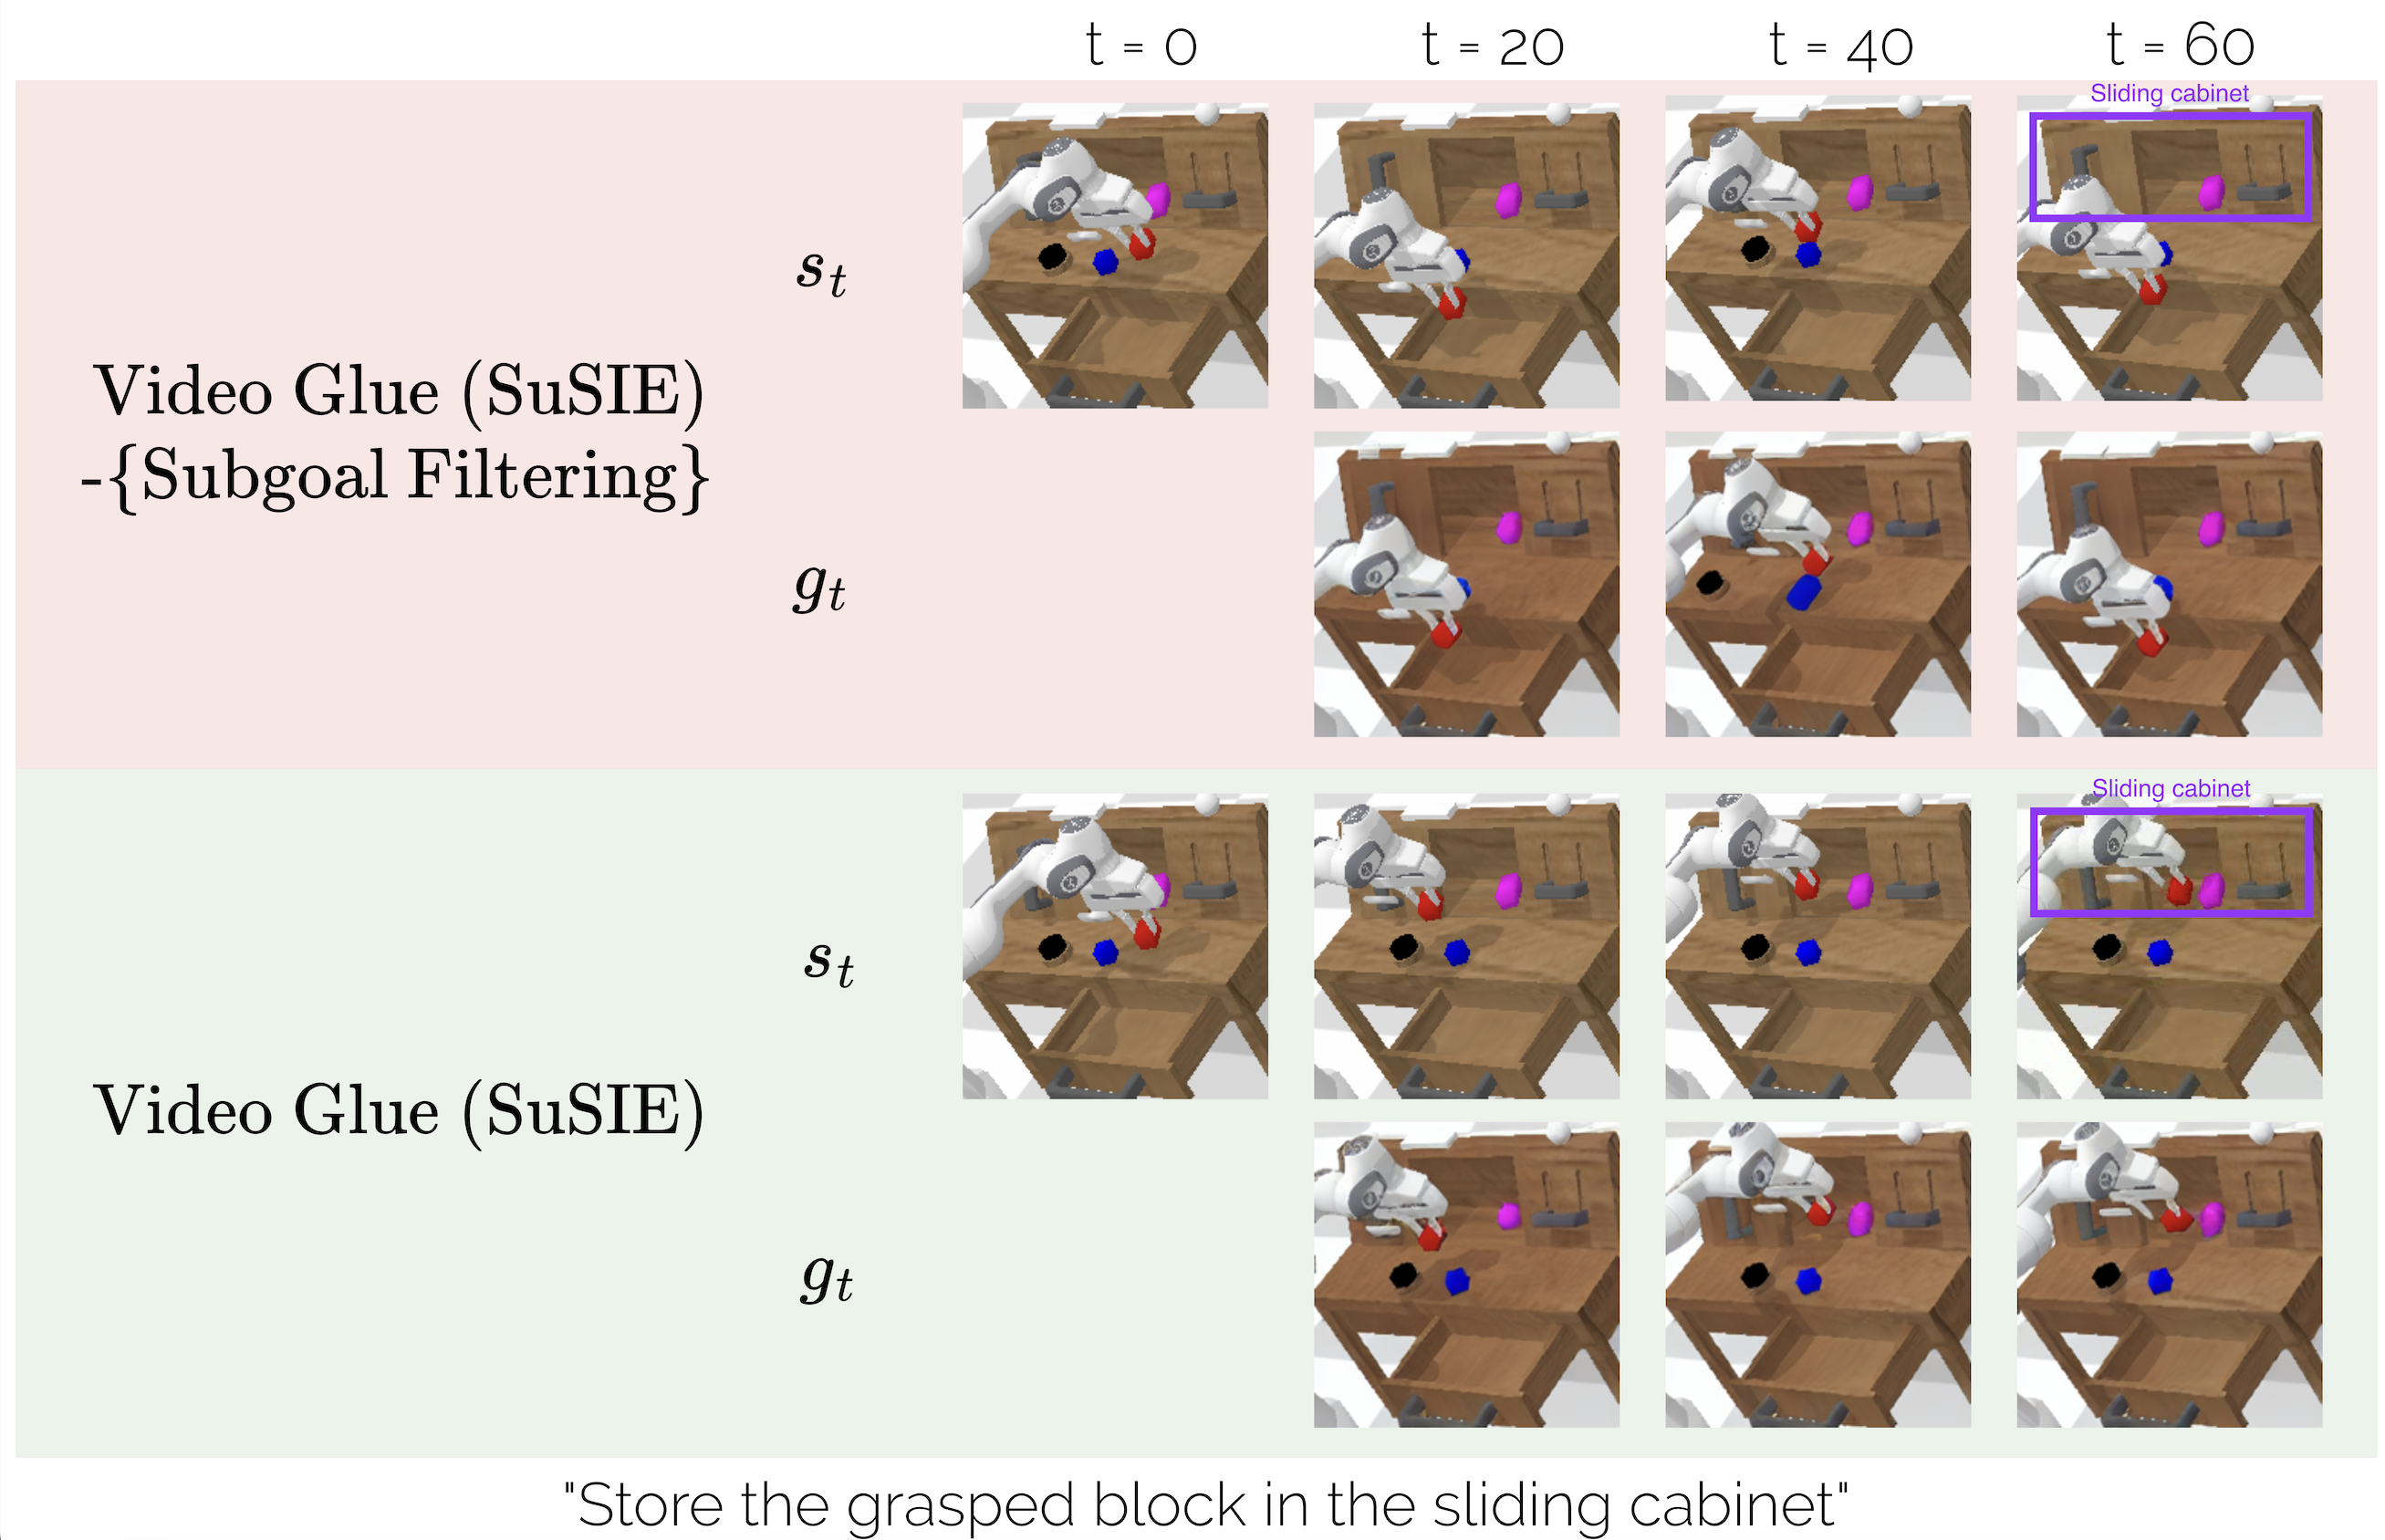 t = 0 t = 20 t = 40 t = 60
Sliding cabinet
s_t
Video Glue (SuSIE)
-{Subgoal Filtering}
g_t
Sliding cabinet
s_t
Video Glue (SuSIE)
g_t
"Store the grasped block in the sliding cabinet"